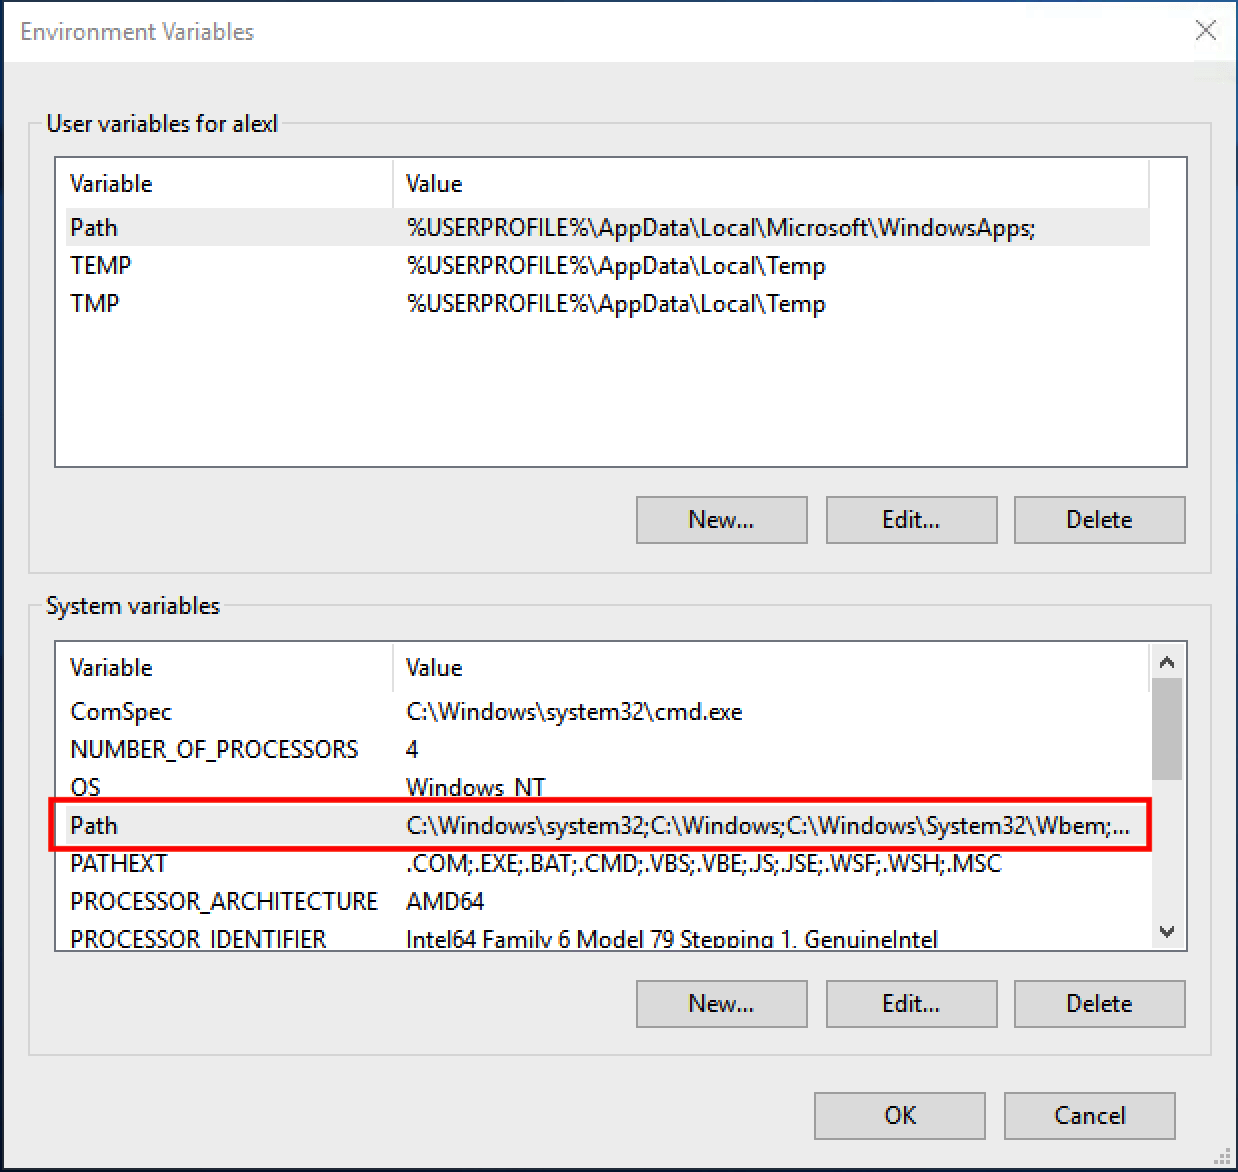 Environment Variables
User variables for alexl
Variable Value
Path %USERPROFILE%\AppData\Local\Microsoft\WindowsApps;
TEMP %USERPROFILE%\AppData\Local\Temp
TMP %USERPROFILE%\AppData\Local\Temp
New... Edit... Delete
System variables
Variable Value
ComSpec C:\Windows\system32\cmd.exe
NUMBER_OF_PROCESSORS 4
OS Windows_NT
Path C:\Windows\system32;C:\Windows;C:\Windows\System32\Wbem;...
PATHEXT .COM;.EXE;.BAT;.CMD;.VBS;.VBE;.JS;.JSE;.WSF;.WSH;.MSC
PROCESSOR_ARCHITECTURE AMD64
PROCESSOR_IDENTIFIER Intel64 Family 6 Model 79 Stepping 1, GenuineIntel
New... Edit... Delete
OK Cancel